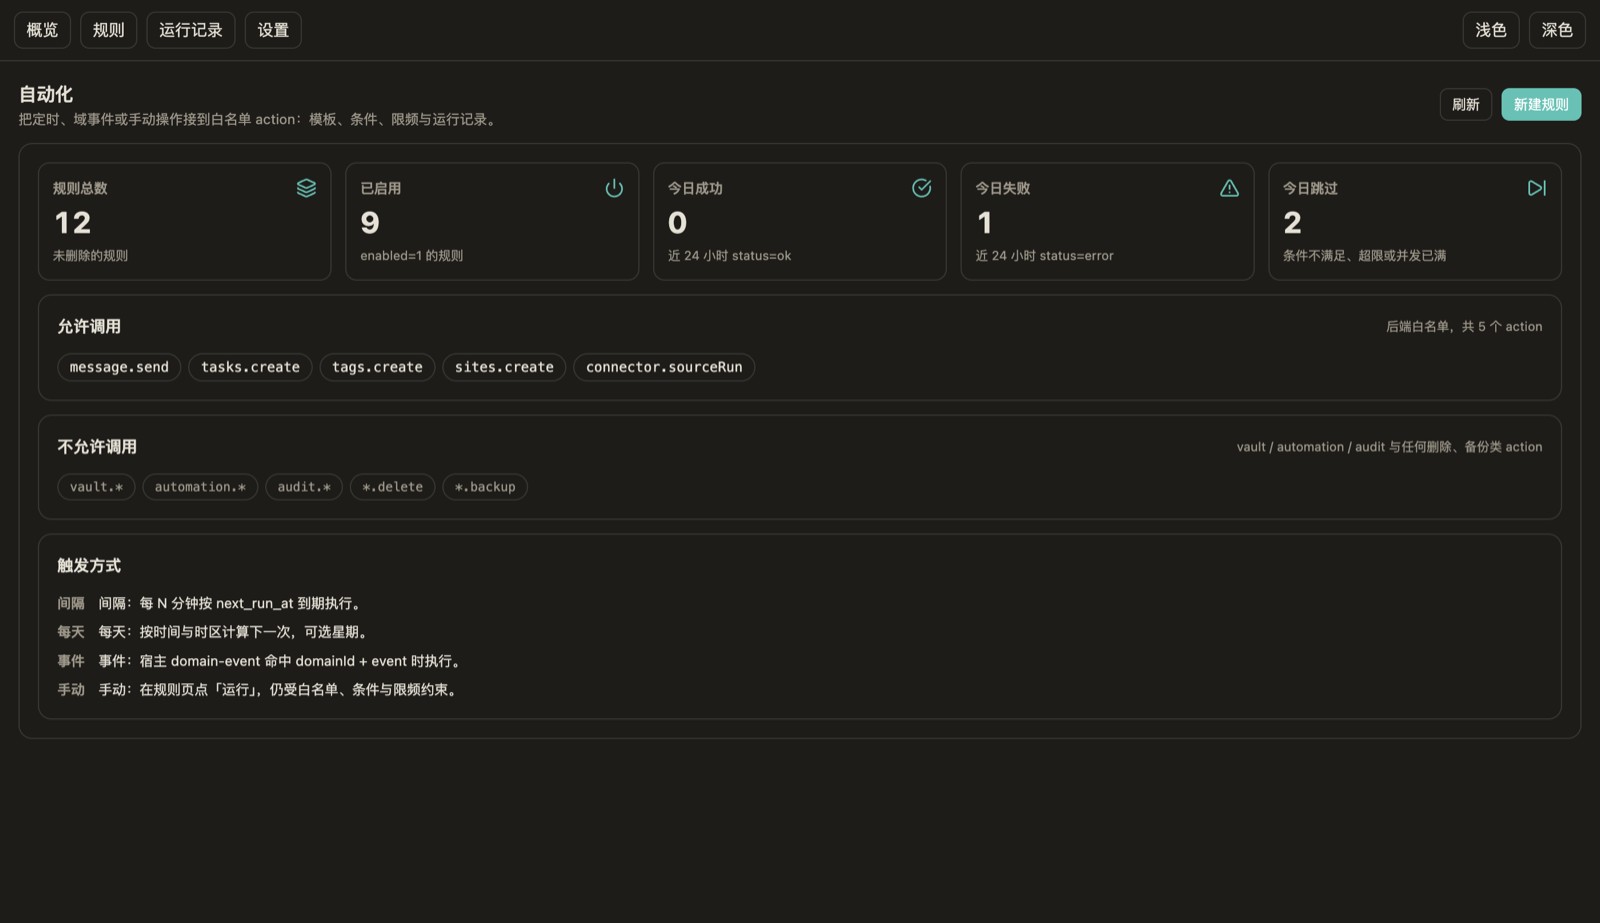 概览 规则 运行记录 设置 浅色 深色
自动化
把定时、域事件或手动操作接到白名单 action：模板、条件、限频与运行记录。
刷新 新建规则
规则总数
12
未删除的规则
已启用
9
enabled=1 的规则
今日成功
0
近 24 小时 status=ok
今日失败
1
近 24 小时 status=error
今日跳过
2
条件不满足、超限或并发已满
允许调用
后端白名单，共 5 个 action
message.send tasks.create tags.create sites.create connector.sourceRun
不允许调用
vault / automation / audit 与任何删除、备份类 action
vault.* automation.* audit.* *.delete *.backup
触发方式
间隔 间隔：每 N 分钟按 next_run_at 到期执行。
每天 每天：按时间与时区计算下一次，可选星期。
事件 事件：宿主 domain-event 命中 domainId + event 时执行。
手动 手动：在规则页点「运行」，仍受白名单、条件与限频约束。